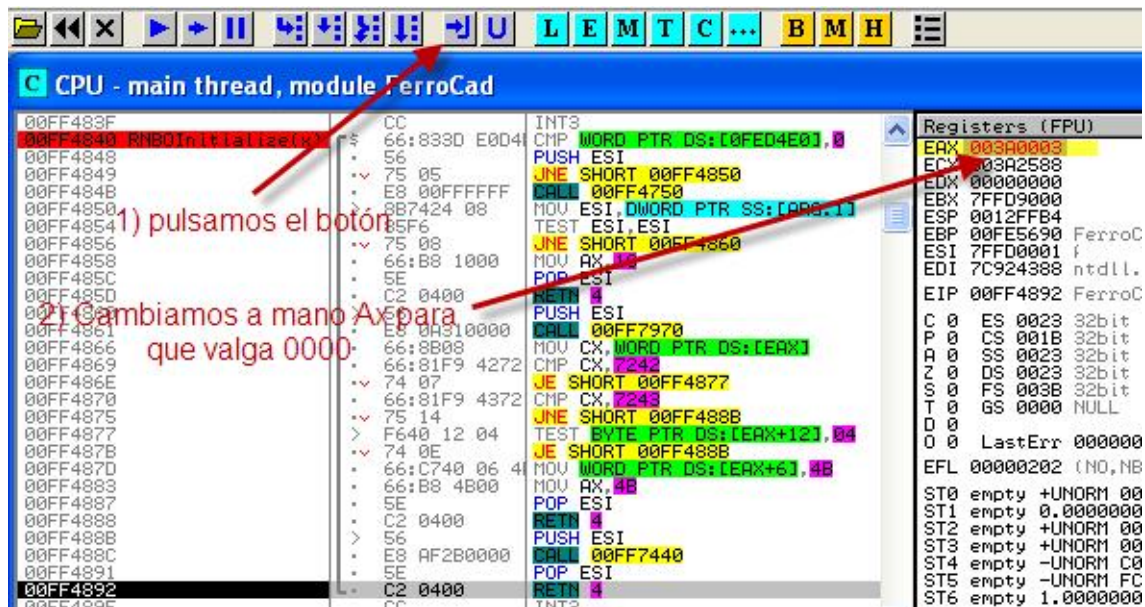 L E M T C ... B M H
C CPU - main thread, module FerroCad
00FF483F CC INT3
00FF4840 RNBOInitialize(x) $ 66:833D E0D4 CMP WORD PTR DS:[0FED4E0],0
00FF4848 56 PUSH ESI
00FF4849 75 05 JNE SHORT 00FF4850
00FF484B E8 00FFFFFF CALL 00FF4750
00FF4850 8B7424 08 MOV ESI,DWORD PTR SS:[ARG.1]
1) pulsamos el botón
00FF4854 85F6 TEST ESI,ESI
00FF4856 75 08 JNE SHORT 00FF4860
00FF4858 66:B8 1000 MOV AX,10
00FF485C 5E POP ESI
00FF485D C2 0400 RETN 4
2) Cambiamos a mano Ax para
PUSH ESI
00FF4861 E8 0A310000 CALL 00FF7970
que valga 0000
00FF4866 66:8B08 MOV CX,WORD PTR DS:[EAX]
00FF4869 66:81F9 4272 CMP CX,7242
00FF486E 74 07 JE SHORT 00FF4877
00FF4870 66:81F9 4372 CMP CX,7243
00FF4875 75 14 JNE SHORT 00FF488B
00FF4877 F640 12 04 TEST BYTE PTR DS:[EAX+12],04
00FF487B 74 0E JE SHORT 00FF488B
00FF487D 66:C740 06 4 MOV WORD PTR DS:[EAX+6],4B
00FF4883 66:B8 4B00 MOV AX,4B
00FF4887 5E POP ESI
00FF4888 C2 0400 RETN 4
00FF488B 56 PUSH ESI
00FF488C E8 AF2B0000 CALL 00FF7440
00FF4891 5E POP ESI
00FF4892 C2 0400 RETN 4
CC INT3
Registers (FPU)
EAX 003A0003
ECX 003A2588
EDX 00000000
EBX 7FFD9000
ESP 0012FFB4
EBP 00FE5690 FerroC
ESI 7FFD0001
EDI 7C924388 ntdll.
EIP 00FF4892 FerroC
C 0 ES 0023 32bit
P 0 CS 001B 32bit
A 0 SS 0023 32bit
Z 0 DS 0023 32bit
S 0 FS 003B 32bit
T 0 GS 0000 NULL
D 0
O 0 LastErr 000000
EFL 00000202 (NO,NB
ST0 empty +UNORM 00
ST1 empty 0.0000000
ST2 empty +UNORM 00
ST3 empty +UNORM 00
ST4 empty -UNORM C0
ST5 empty -UNORM FC
ST6 empty 1.0000000